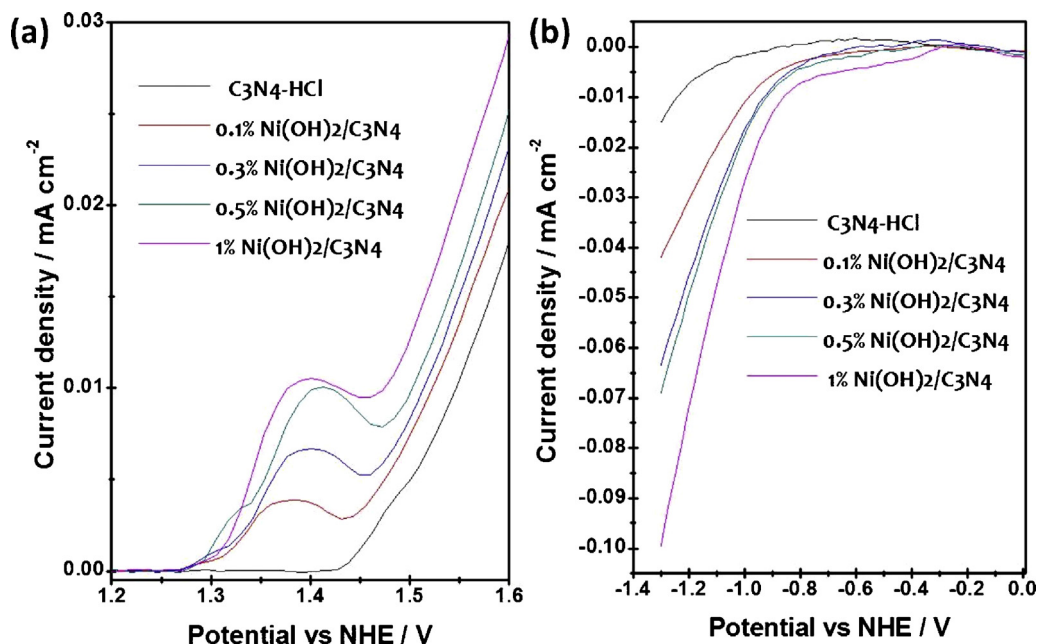 (a)
0.03
0.02
0.01
0.00
Current density / mA cm-2
C3N4-HCl
0.1% Ni(OH)2/C3N4
0.3% Ni(OH)2/C3N4
0.5% Ni(OH)2/C3N4
1% Ni(OH)2/C3N4
1.2 1.3 1.4 1.5 1.6
Potential vs NHE / V
(b)
0.00
-0.01
-0.02
-0.03
-0.04
-0.05
-0.06
-0.07
-0.08
-0.09
-0.10
Current density / mA cm-2
C3N4-HCl
0.1% Ni(OH)2/C3N4
0.3% Ni(OH)2/C3N4
0.5% Ni(OH)2/C3N4
1% Ni(OH)2/C3N4
-1.4 -1.2 -1.0 -0.8 -0.6 -0.4 -0.2 0.0
Potential vs NHE / V